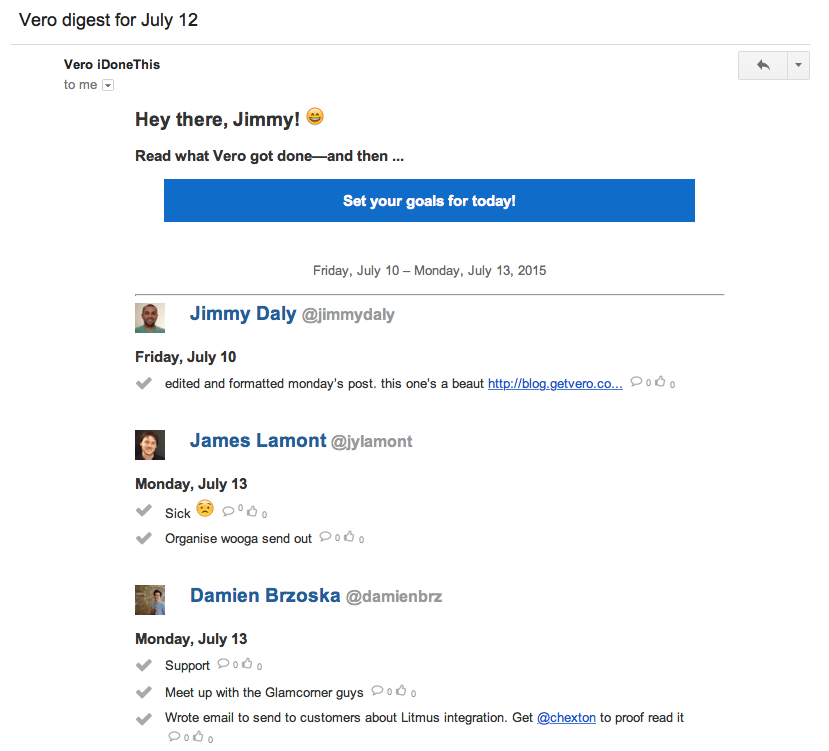 Vero digest for July 12
Vero iDoneThis
to me
Hey there, Jimmy! 😄
Read what Vero got done—and then ...
Set your goals for today!
Friday, July 10 – Monday, July 13, 2015
Jimmy Daly @jimmydaly
Friday, July 10
edited and formatted monday's post. this one's a beaut http://blog.getvero.co... 0 0
James Lamont @jylamont
Monday, July 13
Sick 😟 0 0
Organise wooga send out 0 0
Damien Brzoska @damienbrz
Monday, July 13
Support 0 0
Meet up with the Glamcorner guys 0 0
Wrote email to send to customers about Litmus integration. Get @chexton to proof read it
0 0